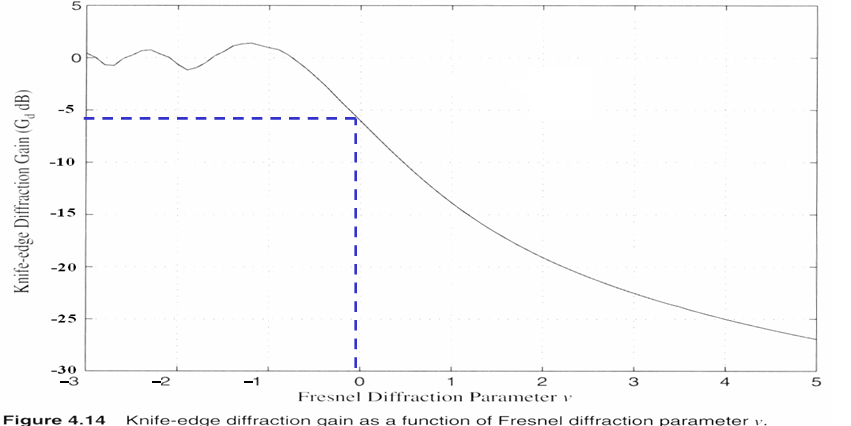 5
0
-5
-10
-15
-20
-25
-30
Knife-edge Diffraction Gain (Gd dB)
-3 -2 -1 0 1 2 3 4 5
Fresnel Diffraction Parameter ν
Figure 4.14 Knife-edge diffraction gain as a function of Fresnel diffraction parameter ν.